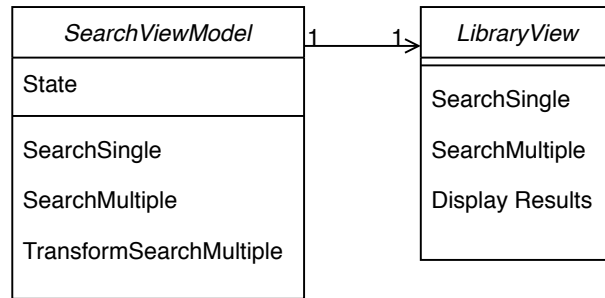 SearchViewModel
State
SearchSingle
SearchMultiple
TransformSearchMultiple
1
1
LibraryView
SearchSingle
SearchMultiple
Display Results